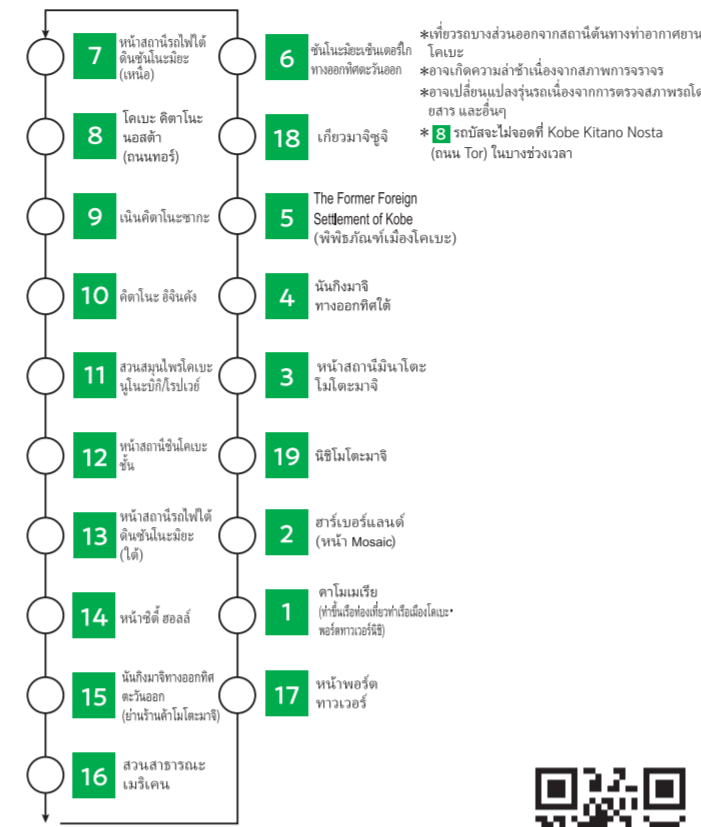 7
หน้าสถานีรถไฟใต้
ดินซันโนะมิยะ
(เหนือ)
8
โคเบะ คิตาโนะ
นอสต้า
(ถนนทอร์)
9
เนินคิตาโนะซากะ
10
คิตาโนะ อิจินคัง
11
สวนสมุนไพรโคเบะ
นูโนะบิกิ/โรปเวย์
12
หน้าสถานีชินโคเบะ
ชั้น
13
หน้าสถานีรถไฟใต้
ดินซันโนะมิยะ
(ใต้)
14
หน้าซิตี้ ฮอลล์
15
นันกิงมาจิทางออกทิศ
ตะวันออก
(ย่านร้านค้าโมโตะมาจิ)
16
สวนสาธารณะ
เมริเคน
6
ซันโนะมิยะเซ็นเตอร์ไก
ทางออกทิศตะวันออก
18
เกียวมาจิซูจิ
5
The Former Foreign
Settlement of Kobe
(พิพิธภัณฑ์เมืองโคเบะ)
4
นันกิงมาจิ
ทางออกทิศใต้
3
หน้าสถานีมินาโตะ
โมโตะมาจิ
19
นิชิโมโตะมาจิ
2
ฮาร์เบอร์แลนด์
(หน้า Mosaic)
1
คาโมเมเรีย
(ท่าขึ้นเรือท่องเที่ยวท่าเรือเมืองโคเบะ•
พอร์ตทาวเวอร์นิชิ)
17
หน้าพอร์ต
ทาวเวอร์
*เที่ยวรถบางส่วนออกจากสถานีต้นทางท่าอากาศยาน
โคเบะ
*อาจเกิดความล่าช้าเนื่องจากสภาพการจราจร
*อาจเปลี่ยนแปลงรุ่นรถเนื่องจากการตรวจสภาพรถโด
ยสาร และอื่นๆ
* 8 รถบัสจะไม่จอดที่ Kobe Kitano Nosta
(ถนน Tor) ในบางช่วงเวลา